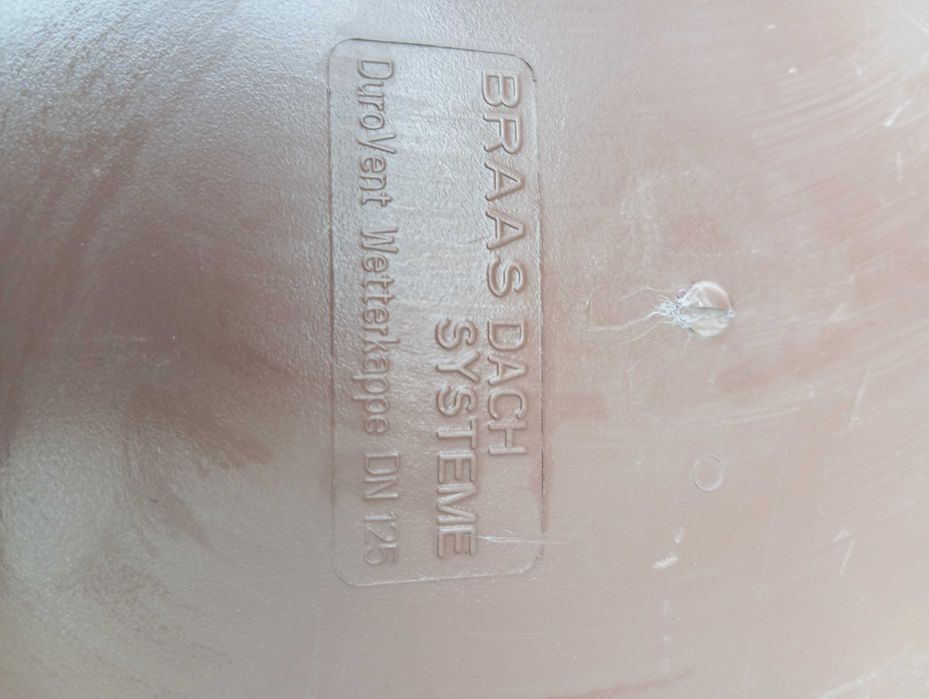 BRAAS DACH
SYSTEME
DuroVent Wetterkappe DN 125